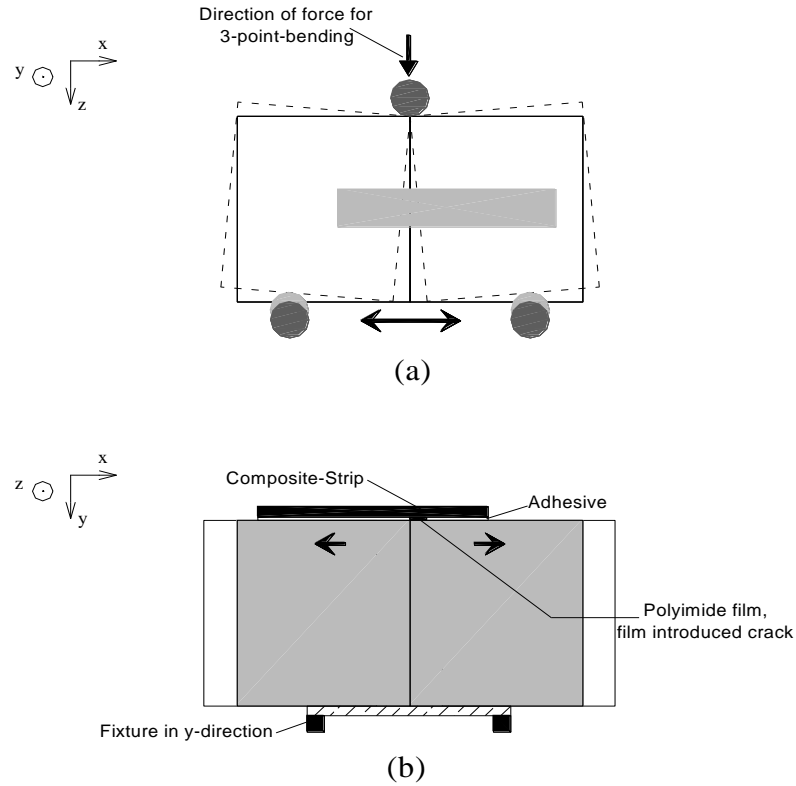 Direction of force for
3-point-bending
x
y
z
(a)
x
z
y
Composite-Strip
Adhesive
Polyimide film,
film introduced crack
Fixture in y-direction
(b)